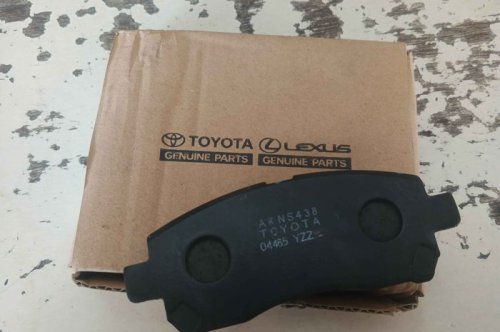 TOYOTA LEXUS
GENUINE PARTS GENUINE PARTS
AKNS438
TOYOTA
04465 YZZ